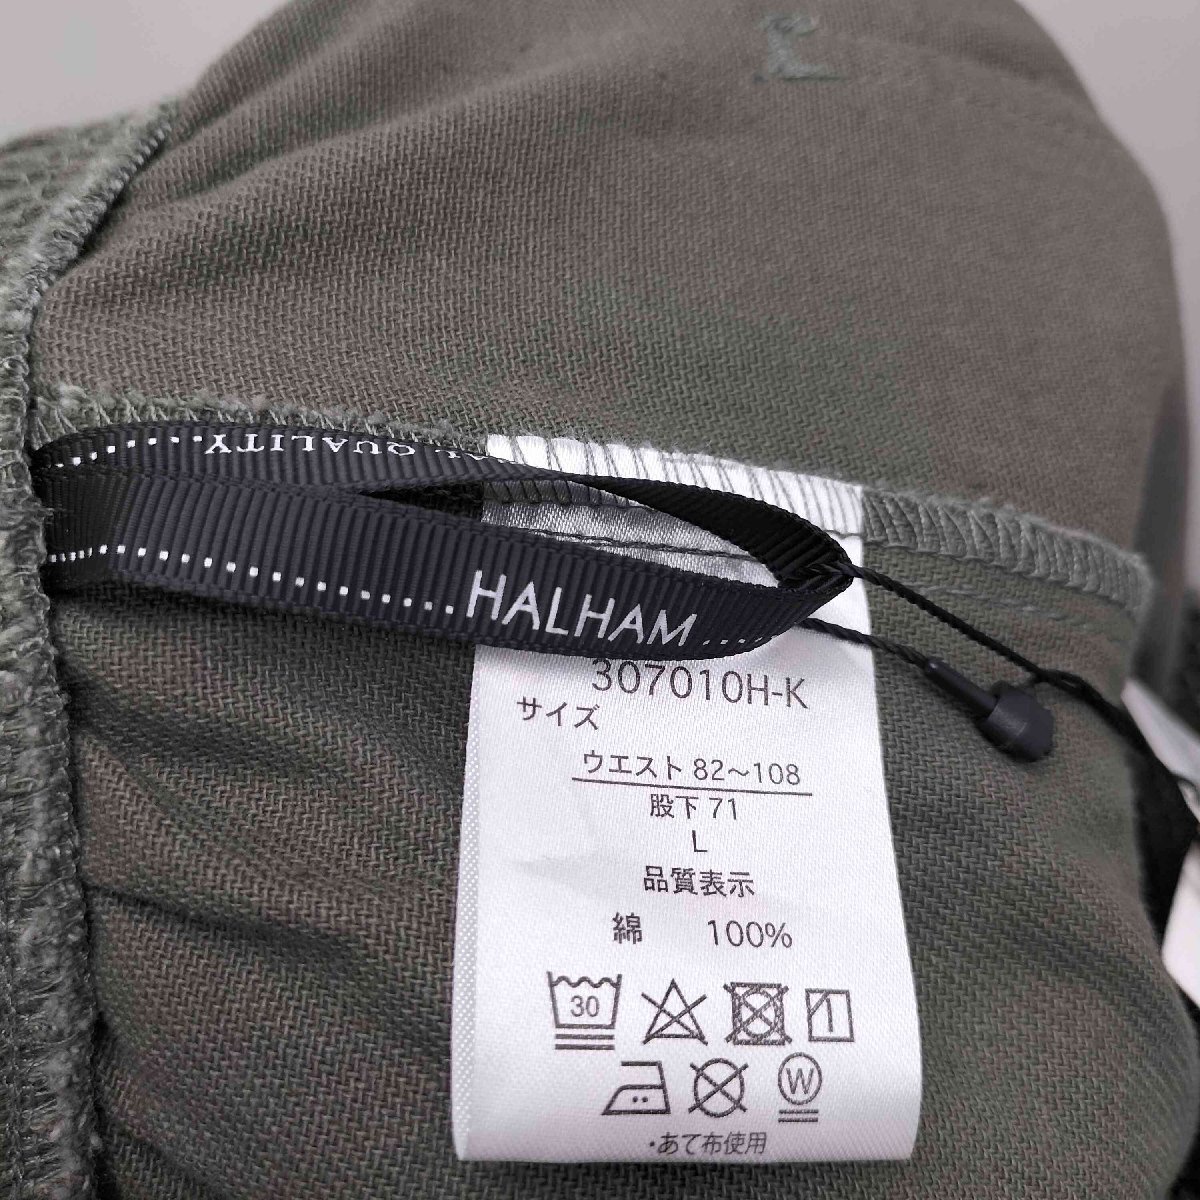 AL QUALITY
HALHAM
307010H-K
サイズ
ウエスト 82～108
股下 71
L
品質表示
綿 100%
30
W
・あて布使用